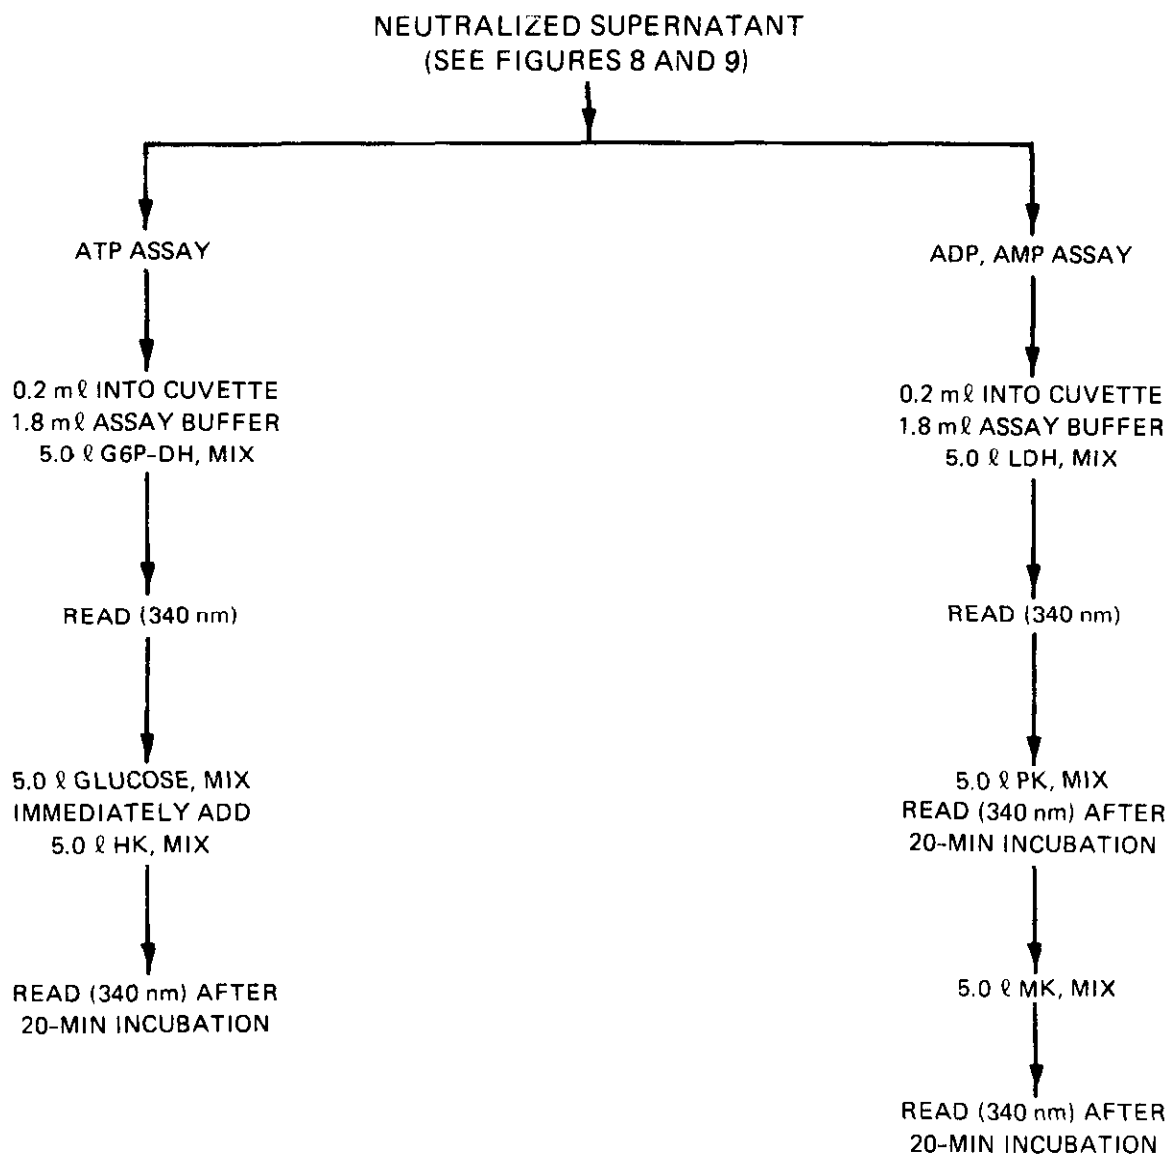 NEUTRALIZED SUPERNATANT
(SEE FIGURES 8 AND 9)
ATP ASSAY
0.2 mℓ INTO CUVETTE
1.8 mℓ ASSAY BUFFER
5.0 ℓ G6P-DH, MIX
READ (340 nm)
5.0 ℓ GLUCOSE, MIX
IMMEDIATELY ADD
5.0 ℓ HK, MIX
READ (340 nm) AFTER
20-MIN INCUBATION
ADP, AMP ASSAY
0.2 mℓ INTO CUVETTE
1.8 mℓ ASSAY BUFFER
5.0 ℓ LDH, MIX
READ (340 nm)
5.0 ℓ PK, MIX
READ (340 nm) AFTER
20-MIN INCUBATION
5.0 ℓ MK, MIX
READ (340 nm) AFTER
20-MIN INCUBATION